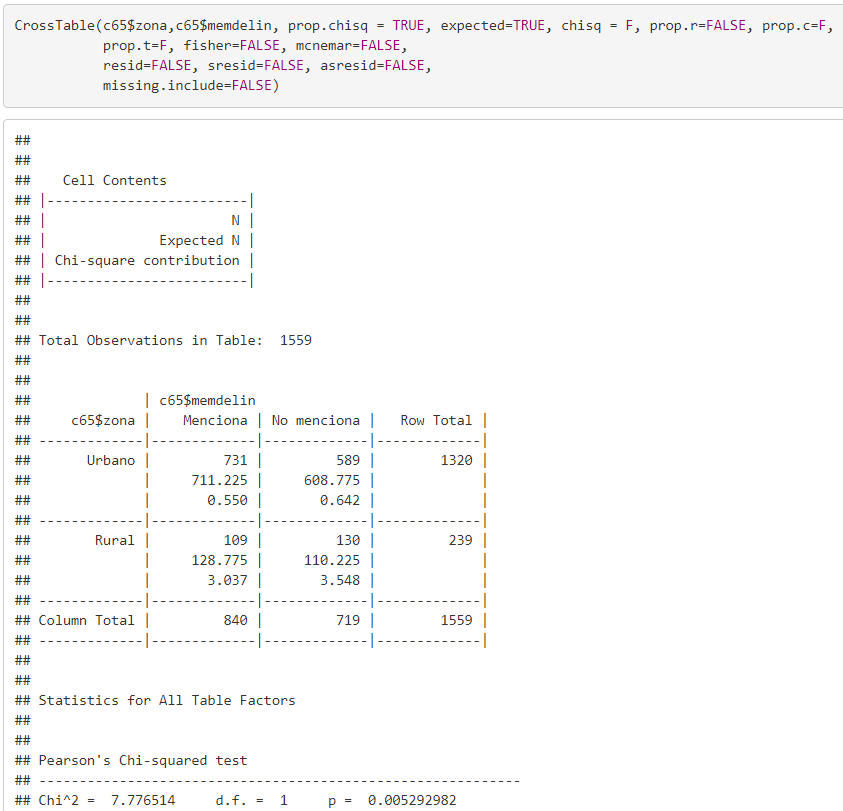 CrossTable(c65$zona,c65$memdelin, prop.chisq = TRUE, expected=TRUE, chisq = F, prop.r=FALSE, prop.c=F,
           prop.t=F, fisher=FALSE, mcnemar=FALSE,
           resid=FALSE, sresid=FALSE, asresid=FALSE,
           missing.include=FALSE)
##
##
##    Cell Contents
## |-------------------------|
## |                       N |
## |              Expected N |
## | Chi-square contribution |
## |-------------------------|
##
##
## Total Observations in Table:  1559
##
##
##              | c65$memdelin
##     c65$zona |    Menciona | No menciona |   Row Total |
## -------------|-------------|-------------|-------------|
##       Urbano |         731 |         589 |        1320 |
##              |     711.225 |     608.775 |             |
##              |       0.550 |       0.642 |             |
## -------------|-------------|-------------|-------------|
##        Rural |         109 |         130 |         239 |
##              |     128.775 |     110.225 |             |
##              |       3.037 |       3.548 |             |
## -------------|-------------|-------------|-------------|
## Column Total |         840 |         719 |        1559 |
## -------------|-------------|-------------|-------------|
##
##
## Statistics for All Table Factors
##
##
## Pearson's Chi-squared test
## ------------------------------------------------------------
## Chi^2 =  7.776514     d.f. =  1     p =  0.005292982